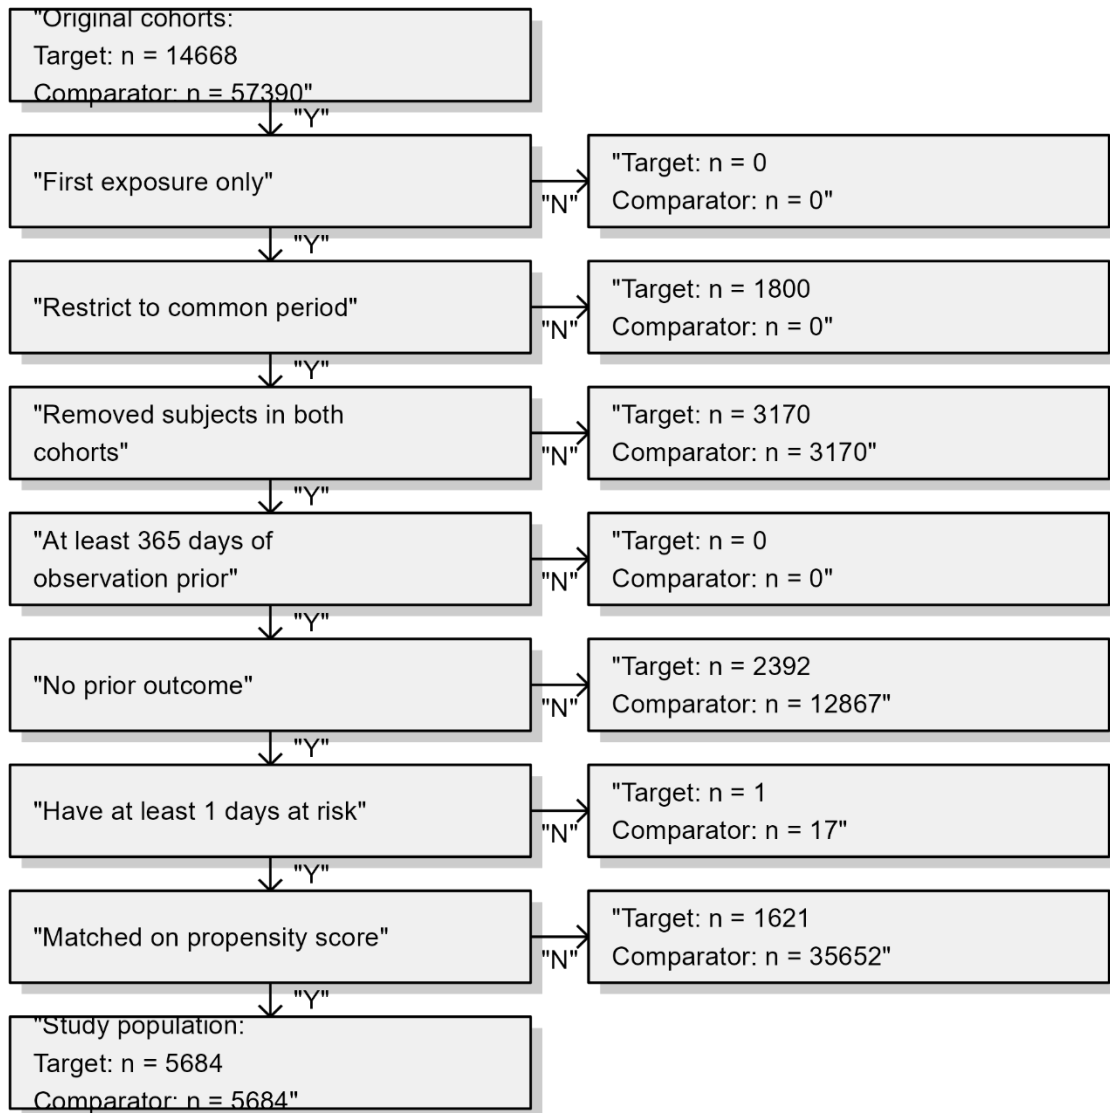 "Original cohorts:
Target: n = 14668
Comparator: n = 57390"
"Y"
"First exposure only"
"N"
"Target: n = 0
Comparator: n = 0"
"Y"
"Restrict to common period"
"N"
"Target: n = 1800
Comparator: n = 0"
"Y"
"Removed subjects in both
cohorts"
"N"
"Target: n = 3170
Comparator: n = 3170"
"Y"
"At least 365 days of
observation prior"
"N"
"Target: n = 0
Comparator: n = 0"
"Y"
"No prior outcome"
"N"
"Target: n = 2392
Comparator: n = 12867"
"Y"
"Have at least 1 days at risk"
"N"
"Target: n = 1
Comparator: n = 17"
"Y"
"Matched on propensity score"
"N"
"Target: n = 1621
Comparator: n = 35652"
"Y"
"Study population:
Target: n = 5684
Comparator: n = 5684"